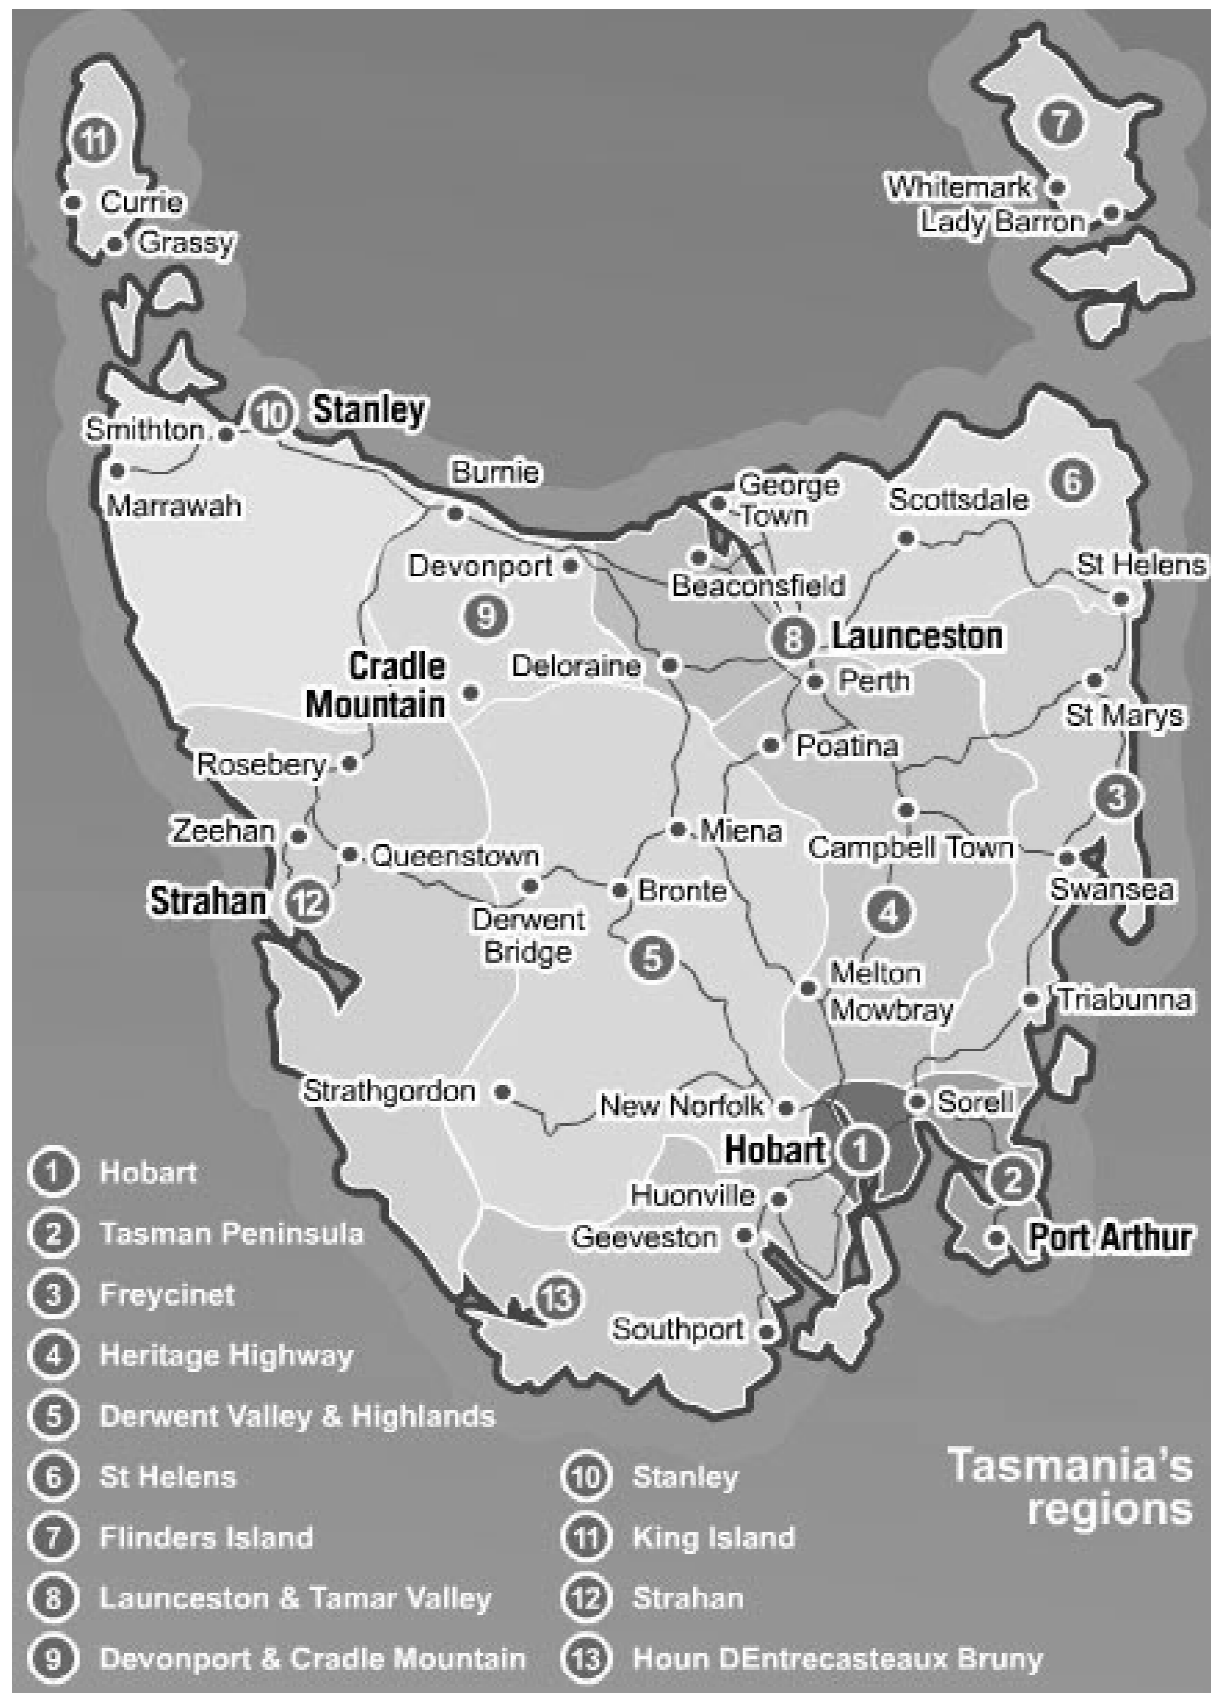 11
7
Currie
Whitemark
Grassy
Lady Barron
10
Stanley
Smithton
Burnie
Marrawah
George
Town
6
Scottsdale
Devonport
Beaconsfield
St Helens
9
8
Launceston
Cradle
Mountain
Deloraine
Perth
St Marys
Rosebery
Poatina
3
Zeehan
Queenstown
Miena
Campbell Town
Strahan
12
Derwent
Bridge
Bronte
4
Swansea
5
Melton
Mowbray
Triabunna
Strathgordon
New Norfolk
Sorell
Hobart
1
2
Huonville
Geeveston
Port Arthur
13
Southport
1 Hobart
2 Tasman Peninsula
3 Freycinet
4 Heritage Highway
5 Derwent Valley & Highlands
6 St Helens
7 Flinders Island
8 Launceston & Tamar Valley
9 Devonport & Cradle Mountain
10 Stanley
11 King Island
12 Strahan
13 Houn DEntrecasteaux Bruny
Tasmania's
regions